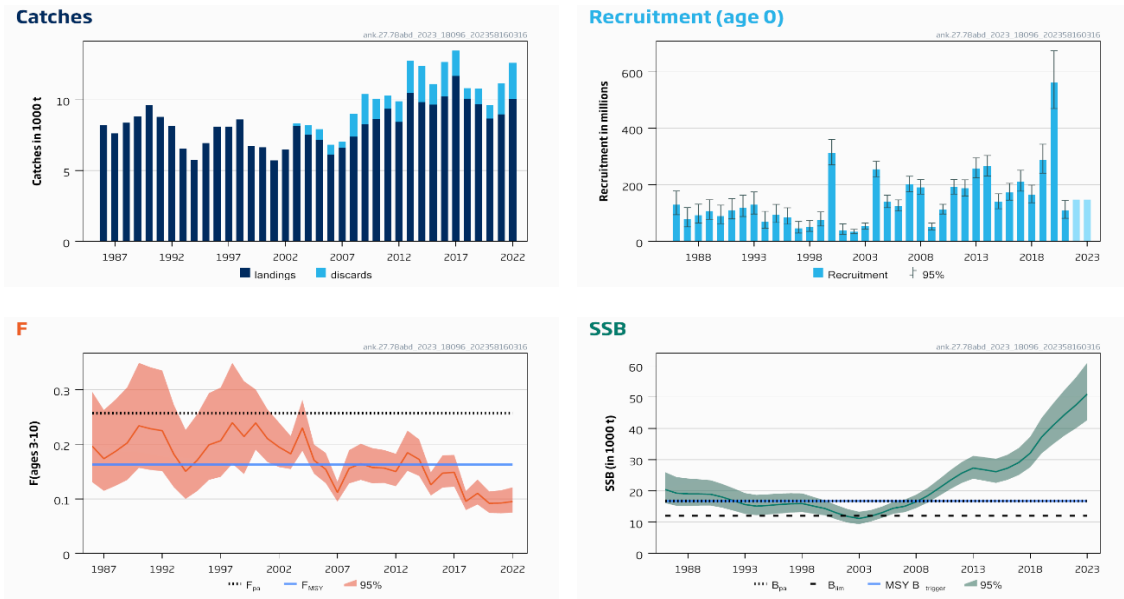 Catches
ank.27.78abd_2023_18096_202358160316
Catches in 1000 t
10
5
0
1987 1992 1997 2002 2007 2012 2017 2022
landings discards
Recruitment (age 0)
ank.27.78abd_2023_18096_202358160316
Recruitment in millions
600
400
200
0
1988 1993 1998 2003 2008 2013 2018 2023
Recruitment 95%
F
ank.27.78abd_2023_18096_202358160316
F(ages 3-10)
0.3
0.2
0.1
0
1987 1992 1997 2002 2007 2012 2017 2022
Fpa FMSY 95%
SSB
ank.27.78abd_2023_18096_202358160316
SSB (in 1000 t)
60
50
40
30
20
10
0
1988 1993 1998 2003 2008 2013 2018 2023
Bpa Blim MSY B trigger 95%